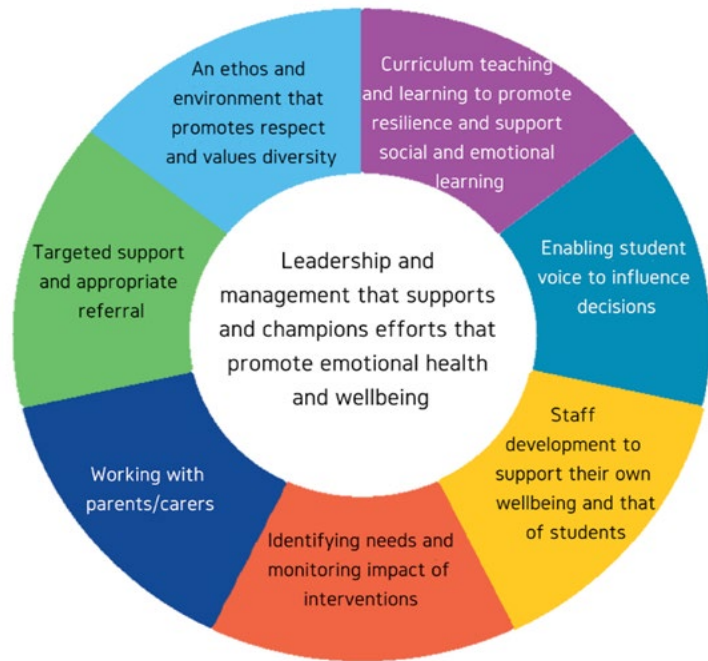 An ethos and
environment that
promotes respect
and values diversity
Curriculum teaching
and learning to promote
resilience and support
social and emotional
learning
Enabling student
voice to influence
decisions
Staff
development to
support their own
wellbeing and that
of students
Identifying needs and
monitoring impact of
interventions
Working with
parents/carers
Targeted support
and appropriate
referral
Leadership and
management that supports
and champions efforts that
promote emotional health
and wellbeing